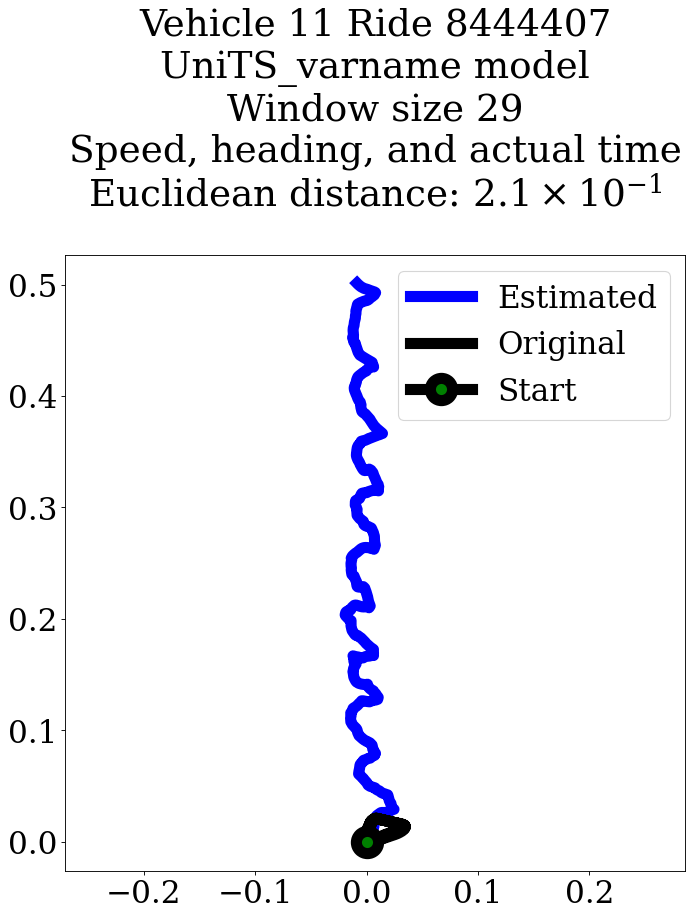 Vehicle 11 Ride 8444407
UniTS_varname model
Window size 29
Speed, heading, and actual time
Euclidean distance: 2.1 × 10⁻¹
Estimated
Original
Start
0.5
0.4
0.3
0.2
0.1
0.0
−0.2 −0.1 0.0 0.1 0.2